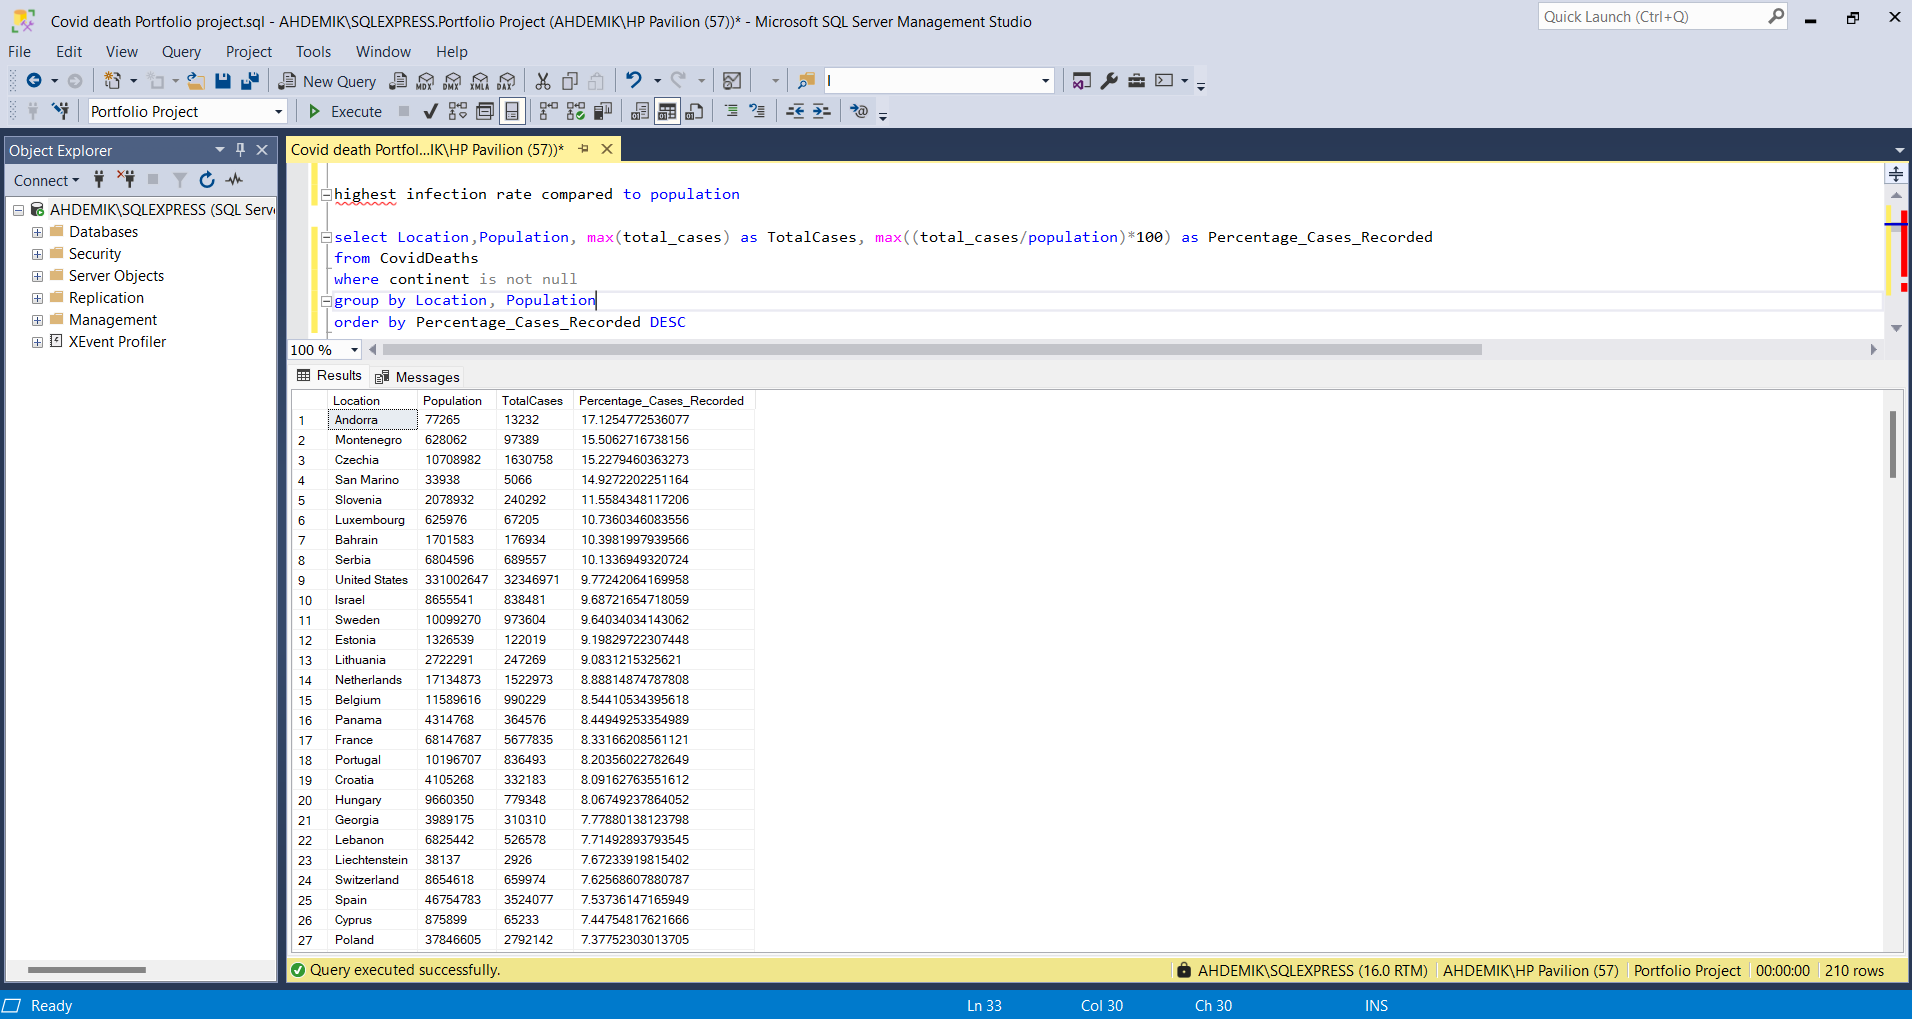 Covid death Portfolio project.sql - AHDEMIK\SQLEXPRESS.Portfolio Project (AHDEMIK\HP Pavilion (57))* - Microsoft SQL Server Management Studio
Quick Launch (Ctrl+Q)
File Edit View Query Project Tools Window Help
New Query MDX DMX XMLA DAX I
Portfolio Project Execute
Object Explorer
Covid death Portfol...IK\HP Pavilion (57))*
Connect
AHDEMIK\SQLEXPRESS (SQL Serv
Databases
Security
Server Objects
Replication
Management
XEvent Profiler
highest infection rate compared to population
select Location,Population, max(total_cases) as TotalCases, max((total_cases/population)*100) as Percentage_Cases_Recorded
from CovidDeaths
where continent is not null
group by Location, Population
order by Percentage_Cases_Recorded DESC
100 %
Results Messages
Location Population TotalCases Percentage_Cases_Recorded
1 Andorra 77265 13232 17.1254772536077
2 Montenegro 628062 97389 15.5062716738156
3 Czechia 10708982 1630758 15.2279460363273
4 San Marino 33938 5066 14.9272202251164
5 Slovenia 2078932 240292 11.5584348117206
6 Luxembourg 625976 67205 10.7360346083556
7 Bahrain 1701583 176934 10.3981997939566
8 Serbia 6804596 689557 10.1336949320724
9 United States 331002647 32346971 9.77242064169958
10 Israel 8655541 838481 9.68721654718059
11 Sweden 10099270 973604 9.64034034143062
12 Estonia 1326539 122019 9.19829722307448
13 Lithuania 2722291 247269 9.0831215325621
14 Netherlands 17134873 1522973 8.88814874787808
15 Belgium 11589616 990229 8.54410534395618
16 Panama 4314768 364576 8.44949253354989
17 France 68147687 5677835 8.33166208561121
18 Portugal 10196707 836493 8.20356022782649
19 Croatia 4105268 332183 8.09162763551612
20 Hungary 9660350 779348 8.06749237864052
21 Georgia 3989175 310310 7.77880138123798
22 Lebanon 6825442 526578 7.71492893793545
23 Liechtenstein 38137 2926 7.67233919815402
24 Switzerland 8654618 659974 7.62568607880787
25 Spain 46754783 3524077 7.53736147165949
26 Cyprus 875899 65233 7.44754817621666
27 Poland 37846605 2792142 7.37752303013705
Query executed successfully. AHDEMIK\SQLEXPRESS (16.0 RTM) AHDEMIK\HP Pavilion (57) Portfolio Project 00:00:00 210 rows
Ready Ln 33 Col 30 Ch 30 INS